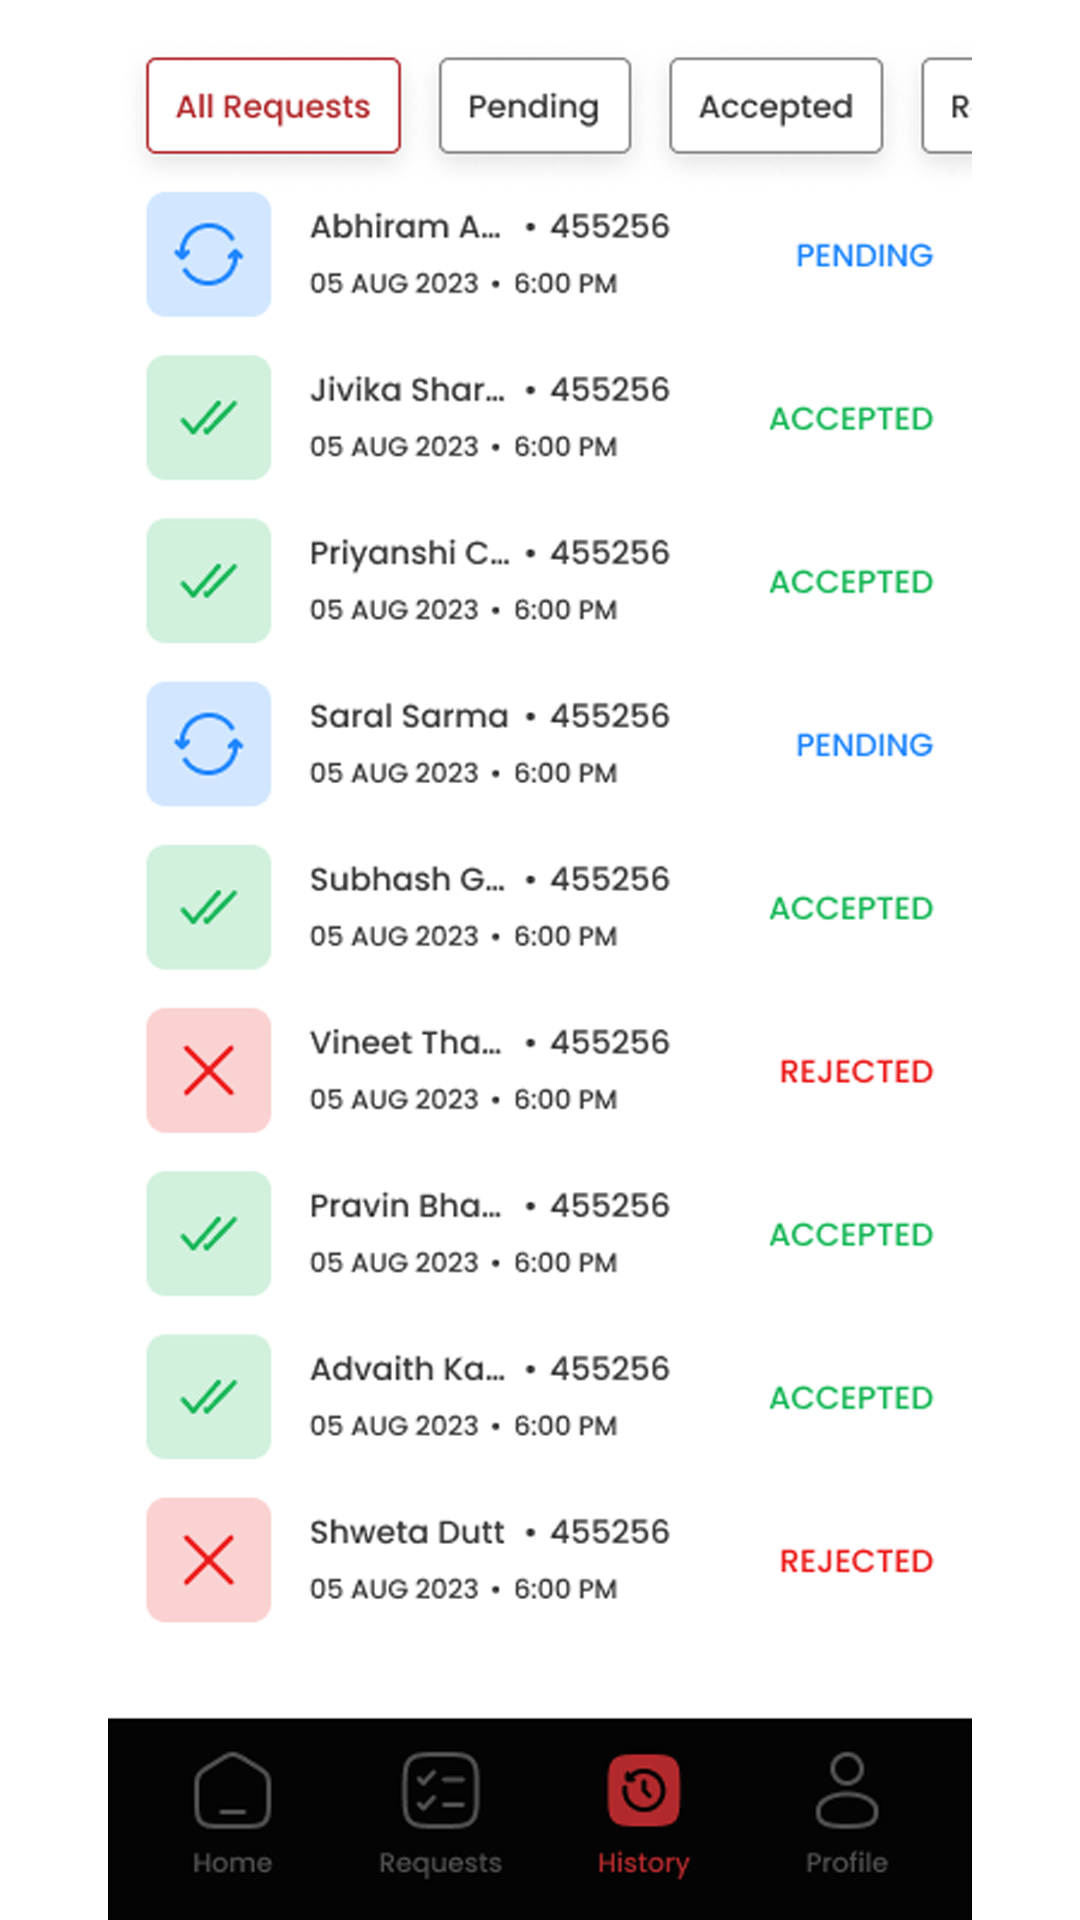 All Requests Pending Accepted
Abhiram A... • 455256
05 AUG 2023 • 6:00 PM
PENDING
Jivika Shar... • 455256
05 AUG 2023 • 6:00 PM
ACCEPTED
Priyanshi C... • 455256
05 AUG 2023 • 6:00 PM
ACCEPTED
Saral Sarma • 455256
05 AUG 2023 • 6:00 PM
PENDING
Subhash G... • 455256
05 AUG 2023 • 6:00 PM
ACCEPTED
Vineet Tha... • 455256
05 AUG 2023 • 6:00 PM
REJECTED
Pravin Bha... • 455256
05 AUG 2023 • 6:00 PM
ACCEPTED
Advaith Ka... • 455256
05 AUG 2023 • 6:00 PM
ACCEPTED
Shweta Dutt • 455256
05 AUG 2023 • 6:00 PM
REJECTED
Home Requests History Profile